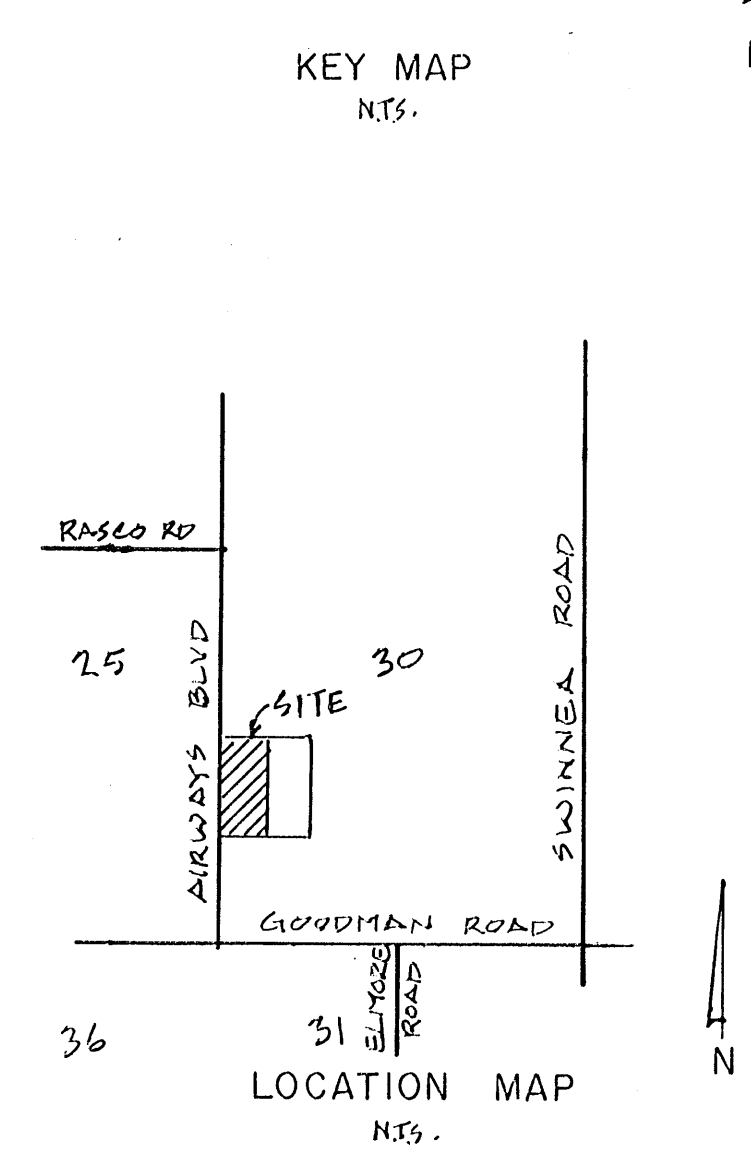 KEY MAP
N.T.S.
RASCO RD
AIRWAYS BLVD
SWINNEA ROAD
25
30
SITE
GOODMAN ROAD
ELMORE
ROAD
36
31
N
LOCATION MAP
N.T.S.